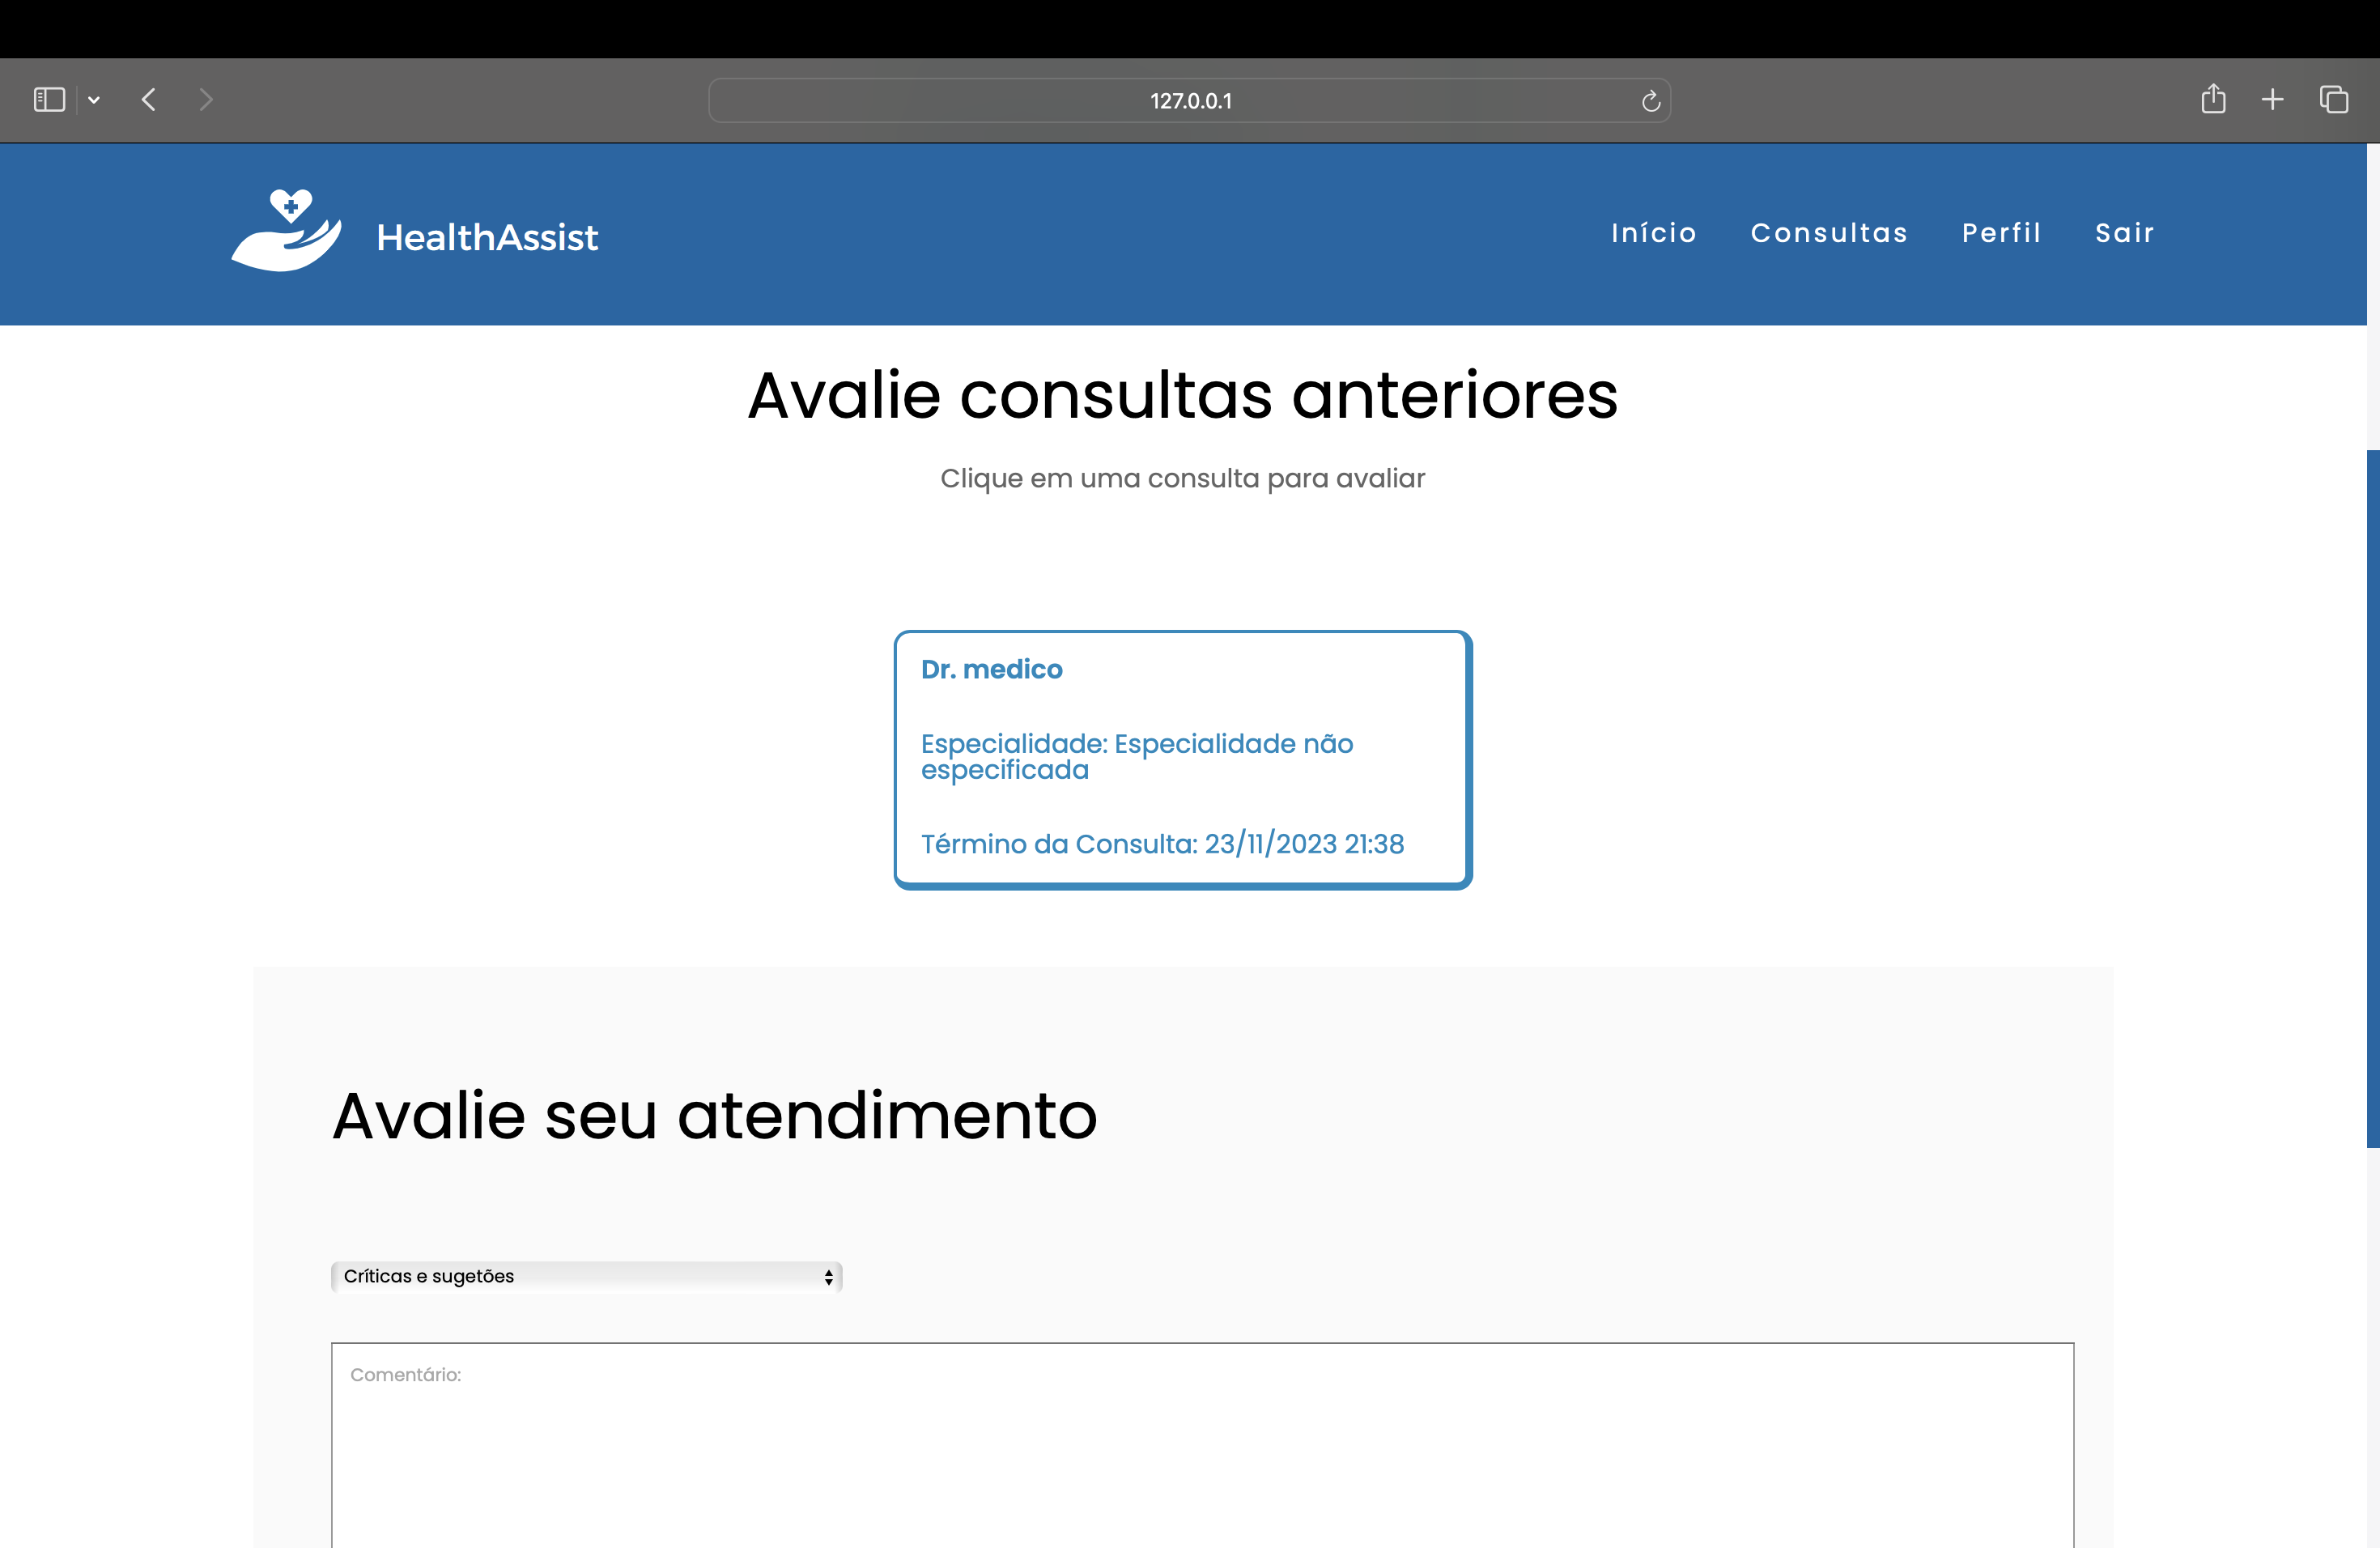 127.0.0.1
HealthAssist
Início Consultas Perfil Sair
Avalie consultas anteriores
Clique em uma consulta para avaliar
Dr. medico
Especialidade: Especialidade não
especificada
Término da Consulta: 23/11/2023 21:38
Avalie seu atendimento
Críticas e sugetões
Comentário: